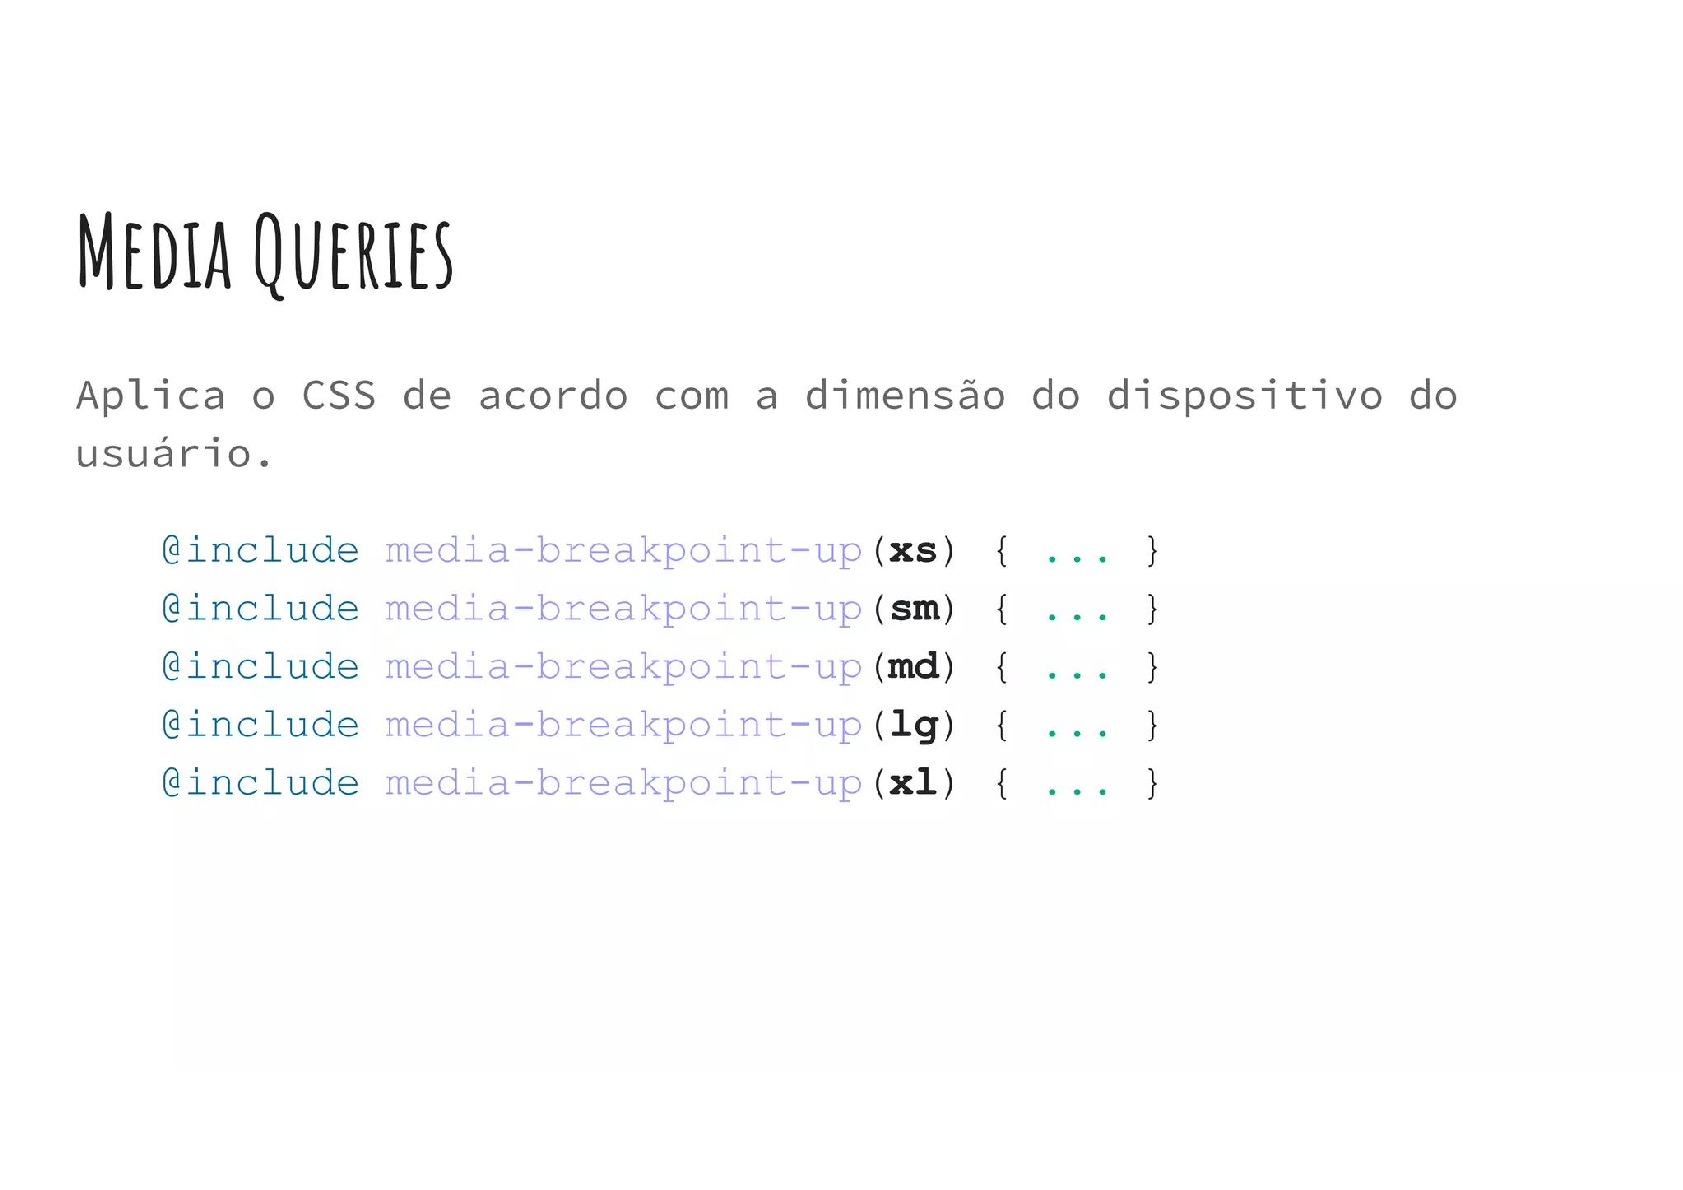 Media Queries
Aplica o CSS de acordo com a dimensão do dispositivo do
usuário.
@include media-breakpoint-up(xs) { ... }
@include media-breakpoint-up(sm) { ... }
@include media-breakpoint-up(md) { ... }
@include media-breakpoint-up(lg) { ... }
@include media-breakpoint-up(xl) { ... }